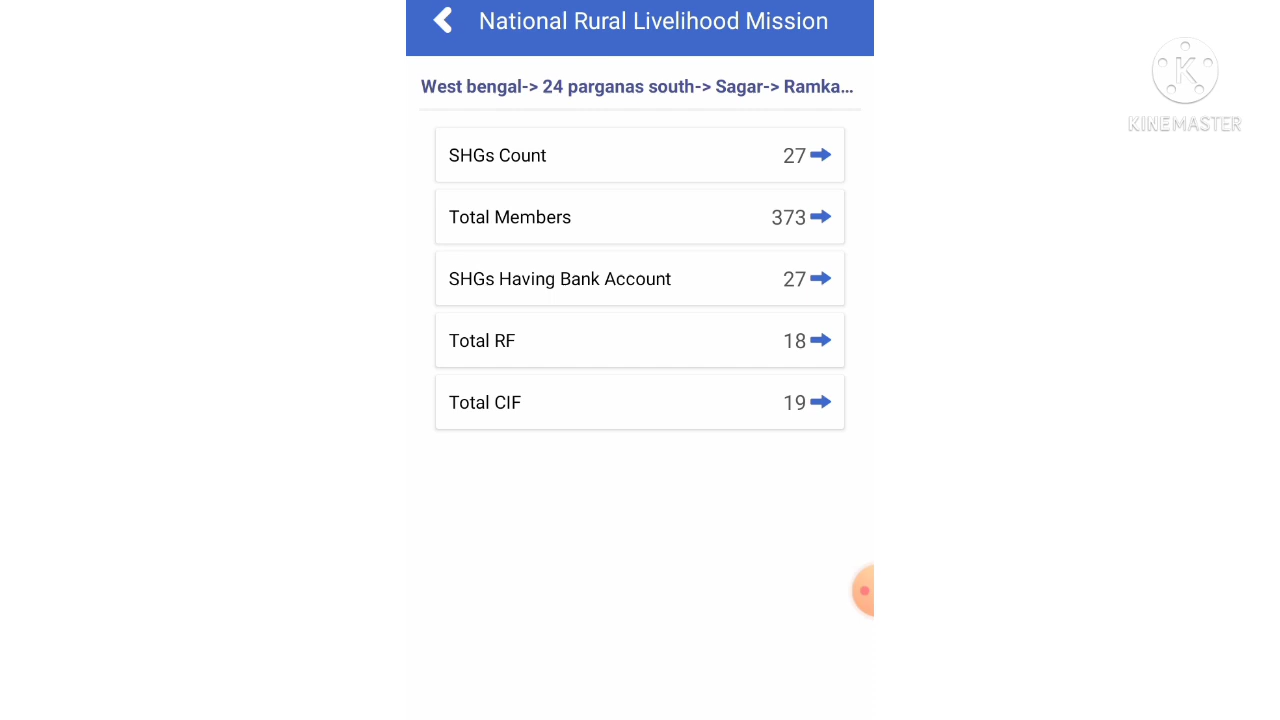 National Rural Livelihood Mission
West bengal-> 24 parganas south-> Sagar-> Ramka...
SHGs Count 27
Total Members 373
SHGs Having Bank Account 27
Total RF 18
Total CIF 19
K
KINEMASTER